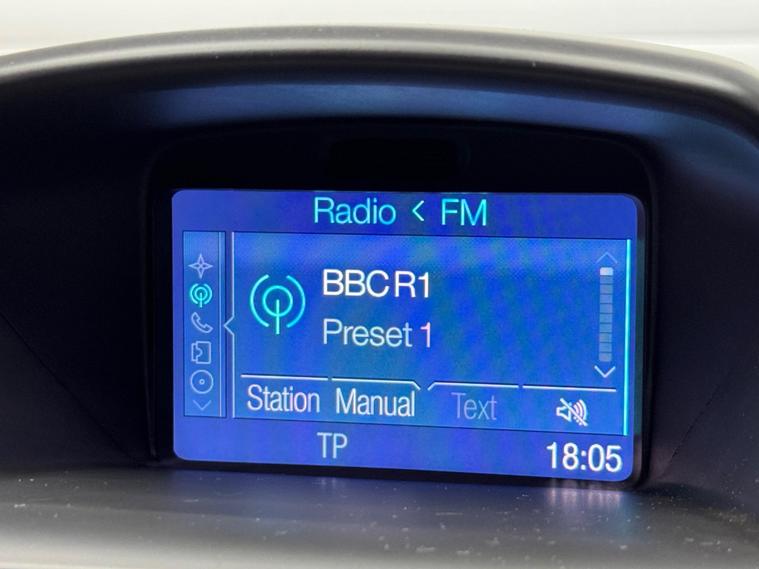 Radio < FM
BBC R1
Preset 1
Station Manual Text
TP 18:05